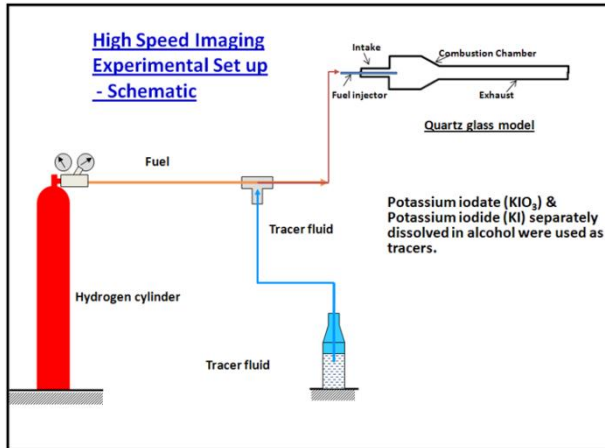 High Speed Imaging
Experimental Set up
- Schematic
Intake
Combustion Chamber
Fuel injector
Exhaust
Quartz glass model
Fuel
Potassium iodate (KIO₃) &
Potassium iodide (KI) separately
dissolved in alcohol were used as
tracers.
Tracer fluid
Hydrogen cylinder
Tracer fluid